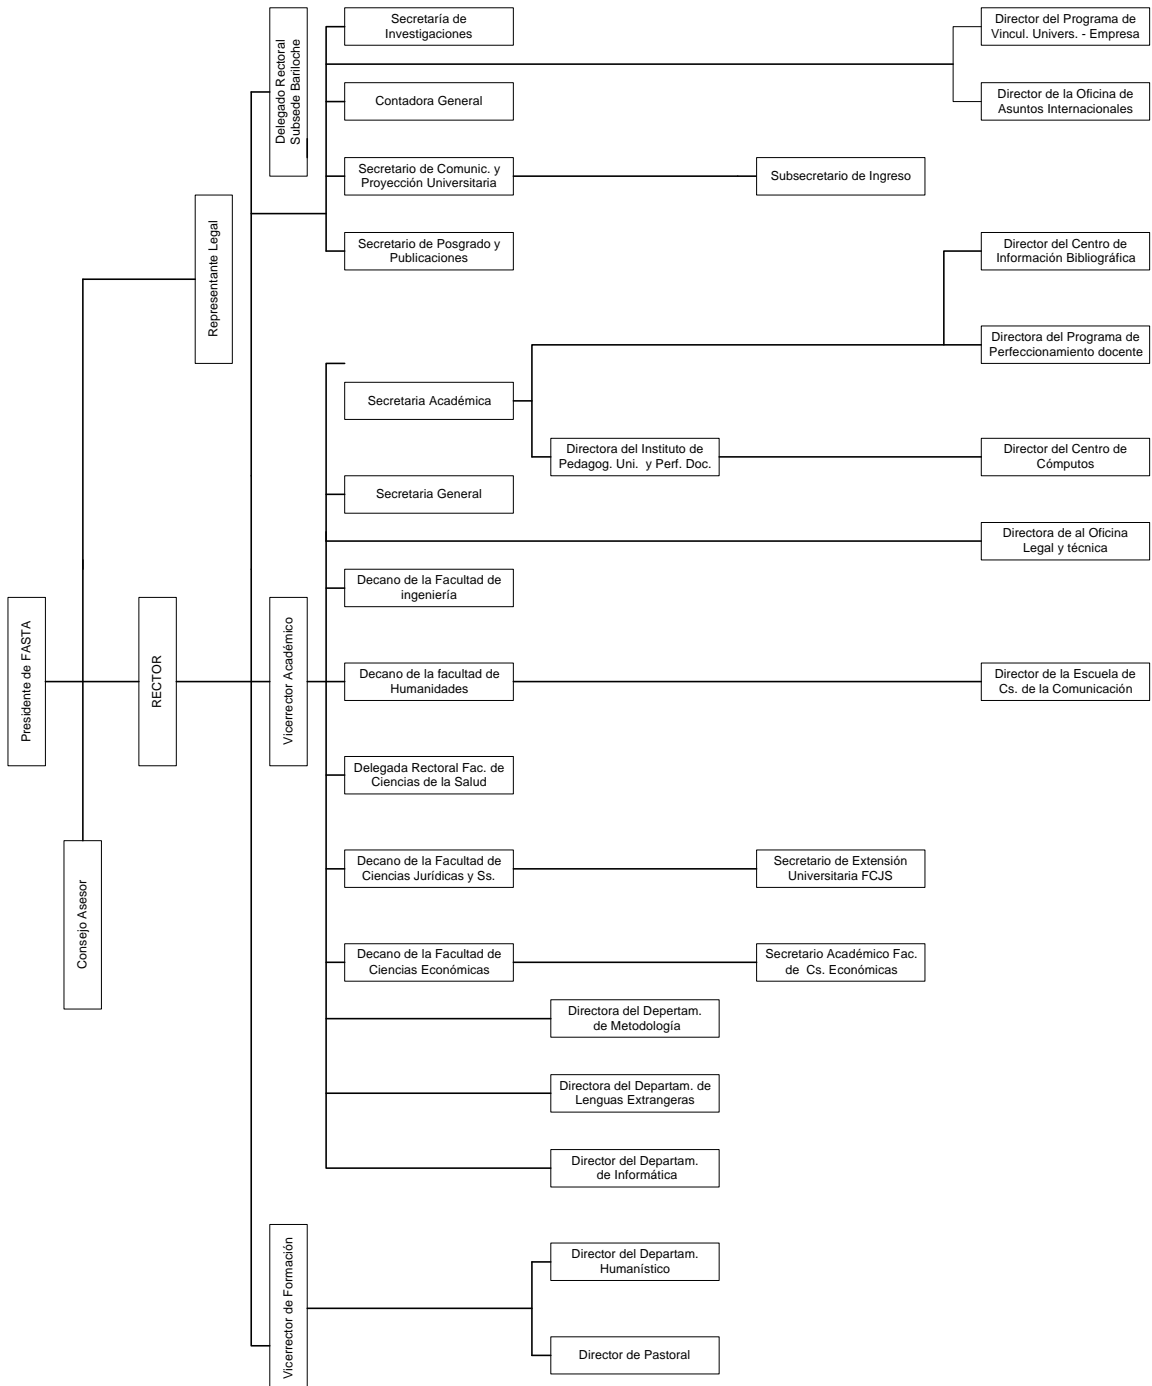 Secretaría de
Investigaciones
Director del Programa de
Vincul. Univers. - Empresa
Delegado Rectoral
Subsede Bariloche
Contadora General
Director de la Oficina de
Asuntos Internacionales
Secretario de Comunic. y
Proyección Universitaria
Subsecretario de Ingreso
Representante Legal
Secretario de Posgrado y
Publicaciones
Director del Centro de
Información Bibliográfica
Directora del Programa de
Perfeccionamiento docente
Secretaria Académica
Directora del Instituto de
Pedagog. Uni. y Perf. Doc.
Director del Centro de
Cómputos
Secretaria General
Directora de al Oficina
Legal y técnica
Decano de la Facultad de
ingeniería
Presidente de FASTA
RECTOR
Vicerrector Académico
Decano de la facultad de
Humanidades
Director de la Escuela de
Cs. de la Comunicación
Delegada Rectoral Fac. de
Ciencias de la Salud
Consejo Asesor
Decano de la Facultad de
Ciencias Jurídicas y Ss.
Secretario de Extensión
Universitaria FCJS
Decano de la Facultad de
Ciencias Económicas
Secretario Académico Fac.
de Cs. Económicas
Directora del Depertam.
de Metodología
Directora del Departam. de
Lenguas Extrangeras
Director del Departam.
de Informática
Vicerrector de Formación
Director del Departam.
Humanístico
Director de Pastoral